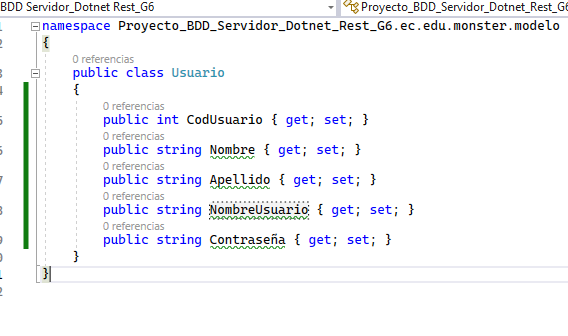 BDD Servidor_Dotnet Rest_G6
Proyecto_BDD_Servidor_Dotnet_Rest_G6
namespace Proyecto_BDD_Servidor_Dotnet_Rest_G6.ec.edu.monster.modelo
{
0 referencias
public class Usuario
{
0 referencias
public int CodUsuario { get; set; }
0 referencias
public string Nombre { get; set; }
0 referencias
public string Apellido { get; set; }
0 referencias
public string NombreUsuario { get; set; }
0 referencias
public string Contraseña { get; set; }
}
}